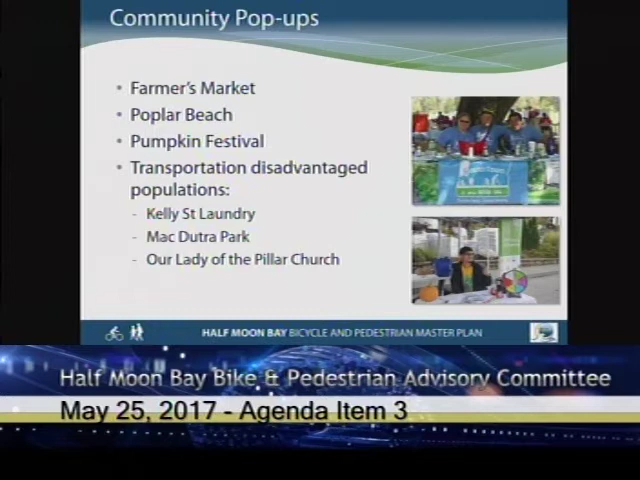 Community Pop-ups
• Farmer's Market
• Poplar Beach
• Pumpkin Festival
• Transportation disadvantaged
populations:
- Kelly St Laundry
- Mac Dutra Park
- Our Lady of the Pillar Church
HALF MOON BAY BICYCLE AND PEDESTRIAN MASTER PLAN
Half Moon Bay Bike & Pedestrian Advisory Committee
May 25, 2017 - Agenda Item 3